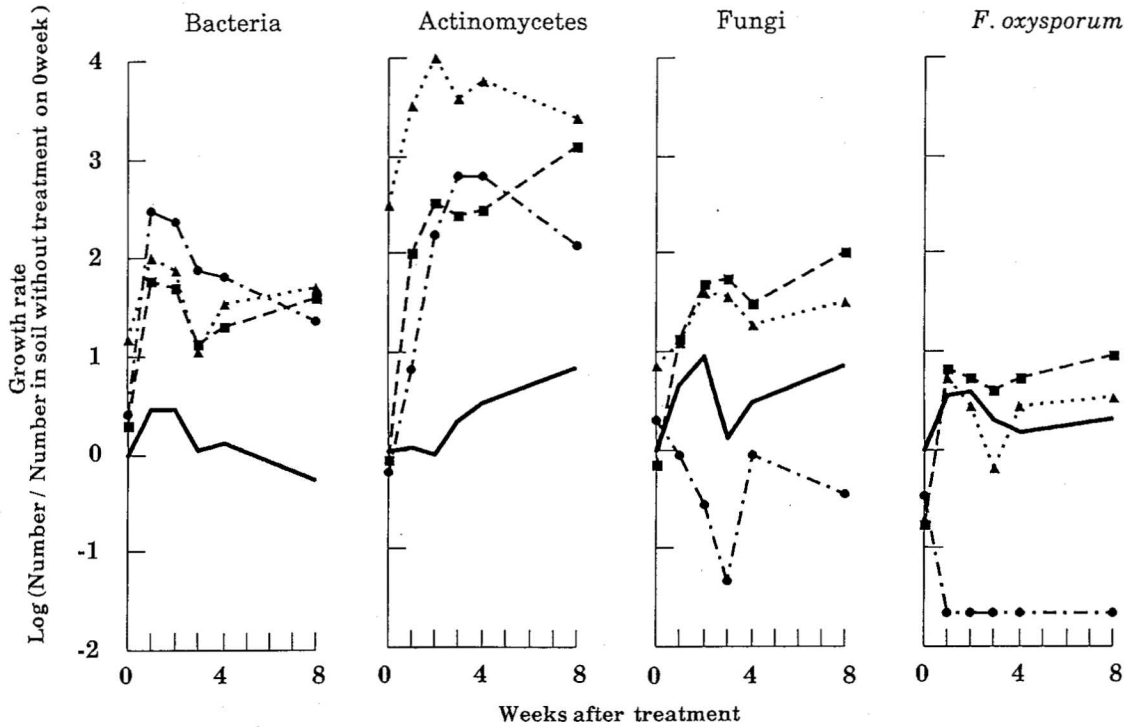 Bacteria
Actinomycetes
Fungi
F. oxysporum
Growth rate
Log (Number / Number in soil without treatment on 0week)
4
3
2
1
0
-1
-2
0 4 8
0 4 8
0 4 8
0 4 8
Weeks after treatment